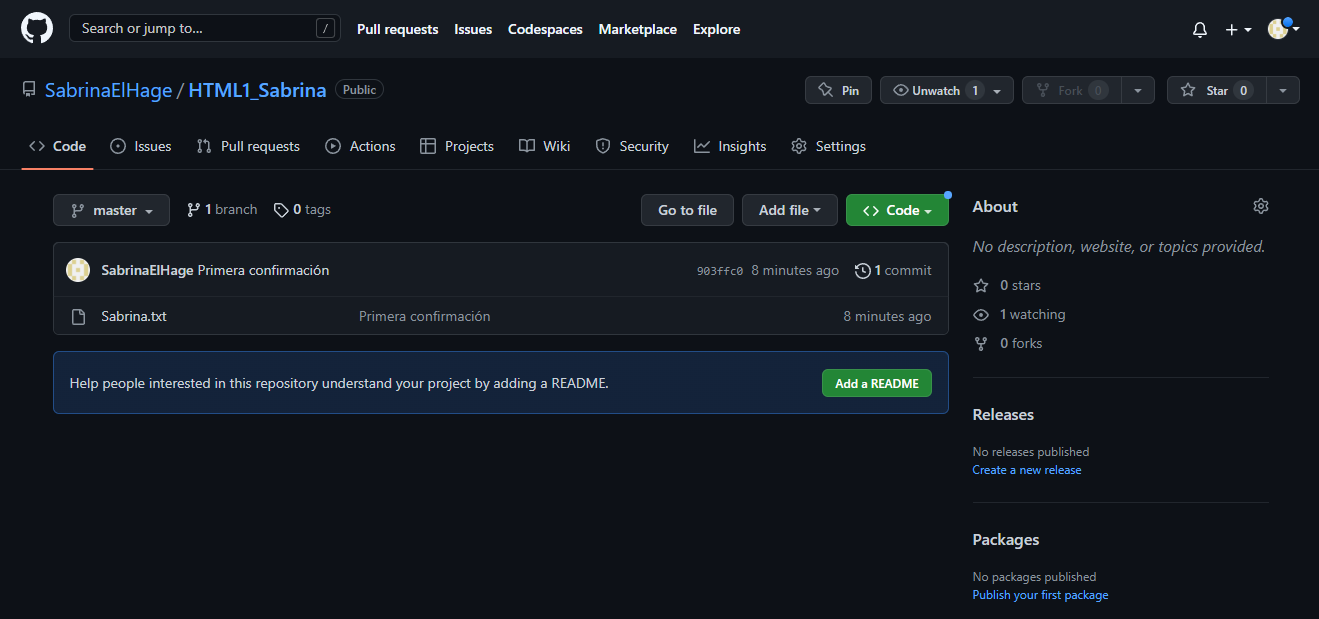 Search or jump to... /
Pull requests Issues Codespaces Marketplace Explore
SabrinaElHage / HTML1_Sabrina Public
Pin Unwatch 1 Fork 0 Star 0
Code Issues Pull requests Actions Projects Wiki Security Insights Settings
master 1 branch 0 tags Go to file Add file Code
SabrinaElHage Primera confirmación 903ffc0 8 minutes ago 1 commit
Sabrina.txt Primera confirmación 8 minutes ago
Help people interested in this repository understand your project by adding a README. Add a README
About
No description, website, or topics provided.
0 stars
1 watching
0 forks
Releases
No releases published
Create a new release
Packages
No packages published
Publish your first package